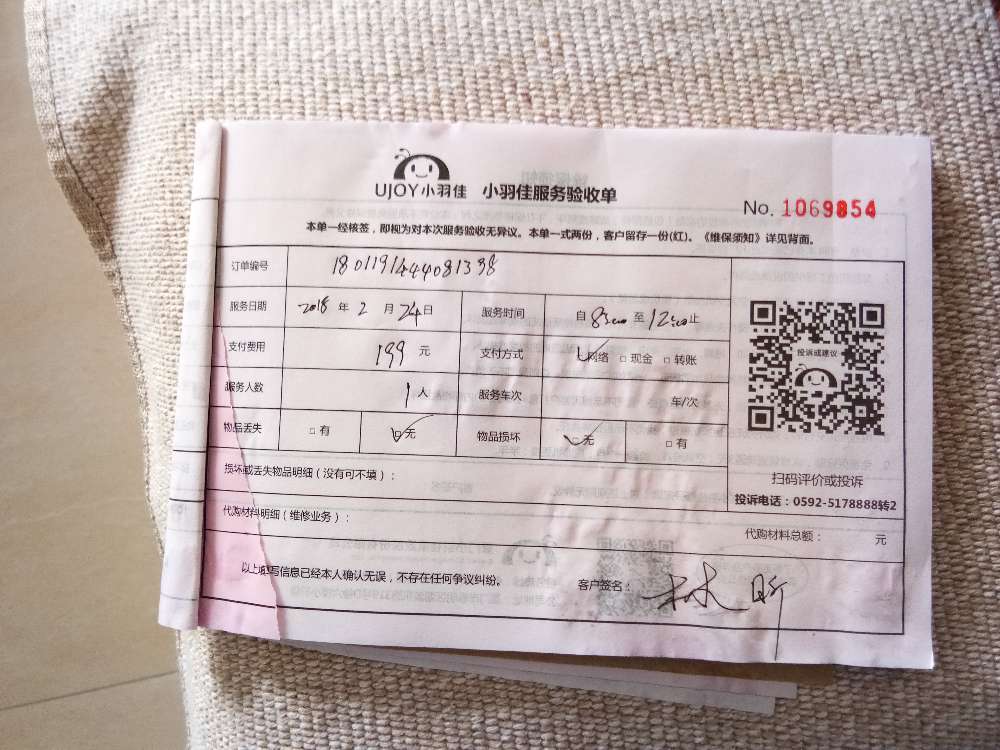 UJOY小羽佳 小羽佳服务验收单
No. 1069854
本单一经核签，即视为对本次服务验收无异议。本单一式两份，客户留存一份(红)。《维保须知》详见背面。
订单编号 1801191444081398
服务日期 2018 年 2 月 24 日 服务时间 自 8:00 至 12:00 止
支付费用 199 元 支付方式 ☑网络 □现金 □转账
服务人数 1 人 服务车次 车/次
物品丢失 □有 ☑无 物品损坏 ☑无 □有
投诉或建议
扫码评价或投诉
投诉电话：0592-5178888转2
损坏或丢失物品明细（没有可不填）：
代购材料明细（维修业务）： 代购材料总额： 元
以上填写信息已经本人确认无误，不存在任何争议纠纷。 客户签名：林昕